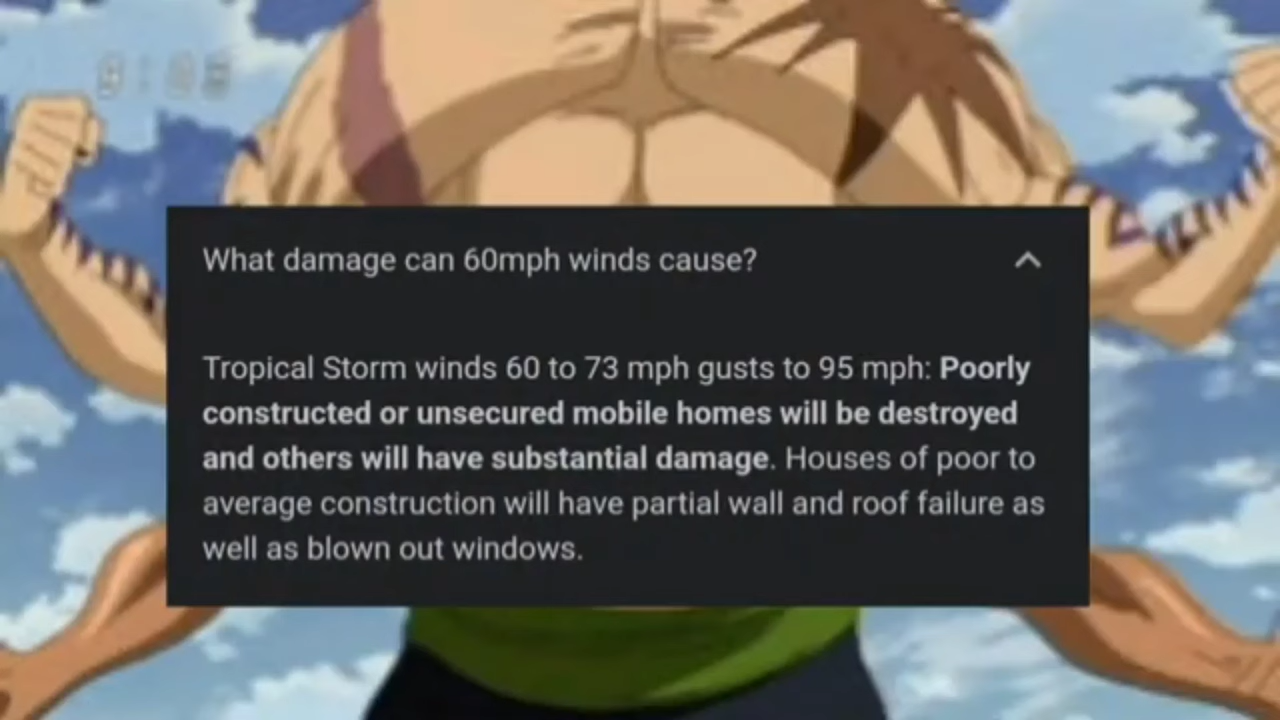 9:03
What damage can 60mph winds cause?
Tropical Storm winds 60 to 73 mph gusts to 95 mph: Poorly
constructed or unsecured mobile homes will be destroyed
and others will have substantial damage. Houses of poor to
average construction will have partial wall and roof failure as
well as blown out windows.